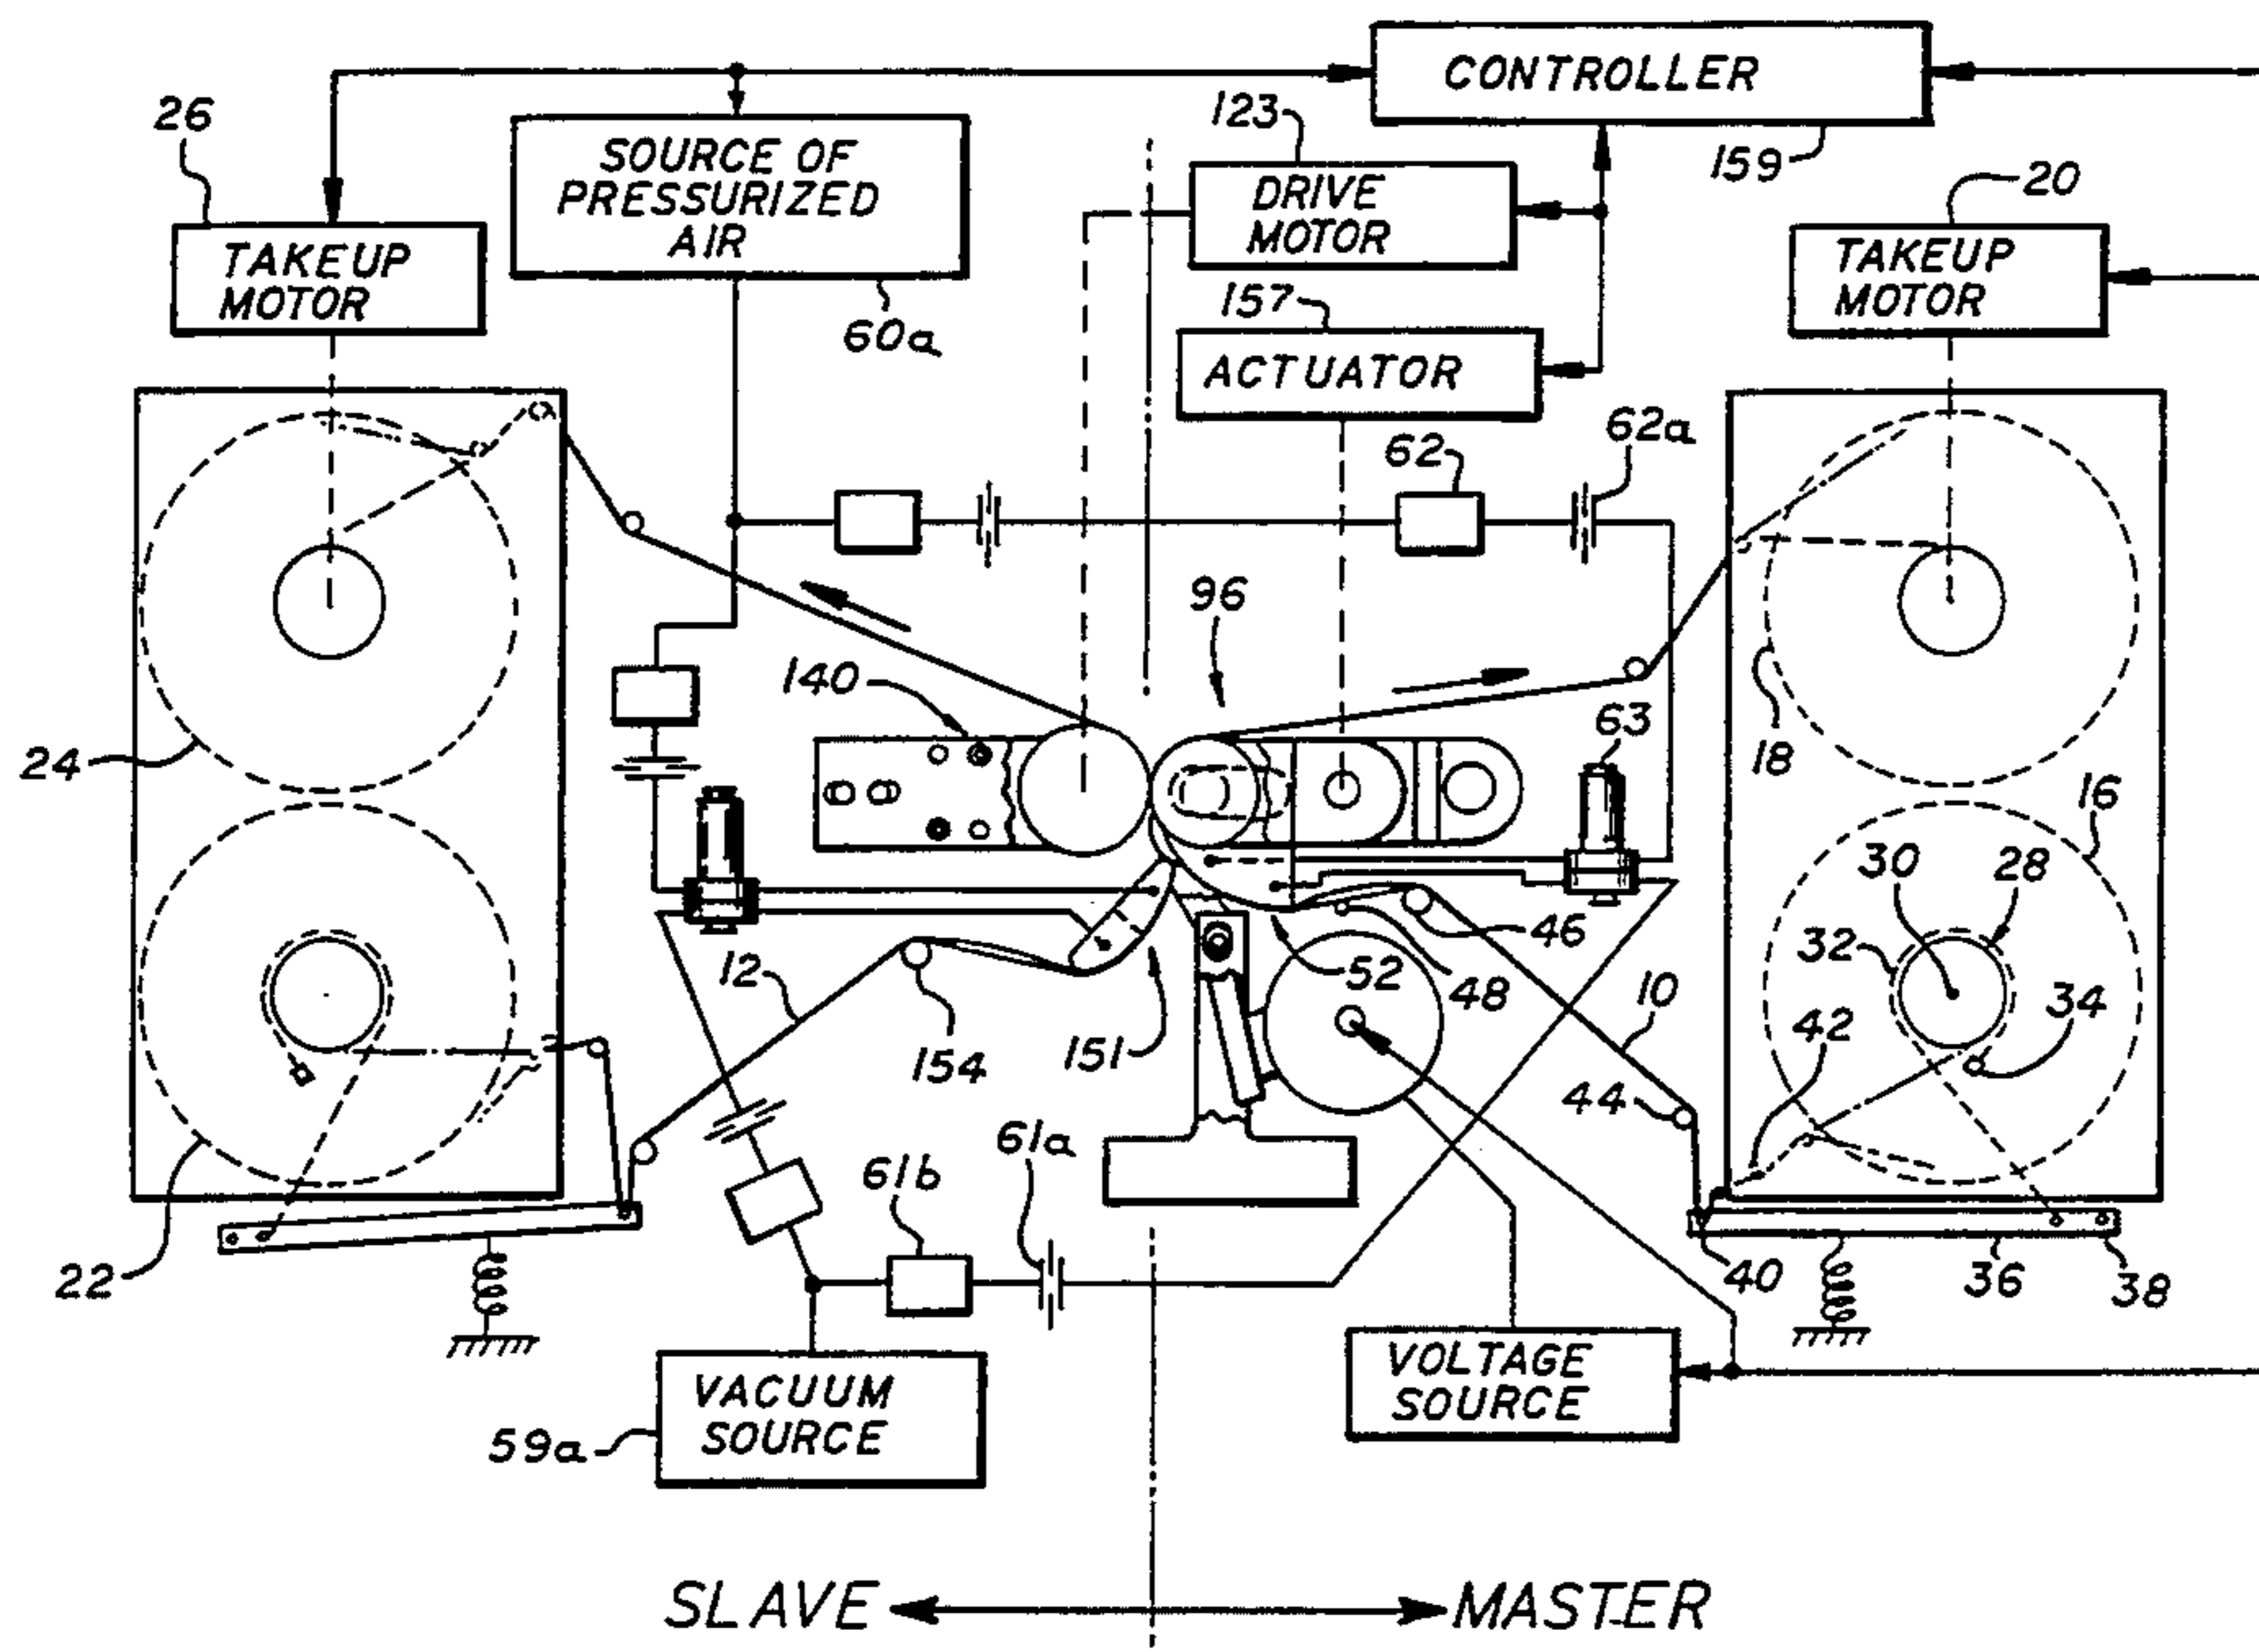 CONTROLLER
26
123
SOURCE OF
PRESSURIZED
AIR
159
20
DRIVE
MOTOR
TAKEUP
MOTOR
TAKEUP
MOTOR
157
60a
ACTUATOR
62
62a
96
140
63
24
18
16
30
28
32
46
12
52
48
10
34
42
154
151
44
61a
61b
22
40
36
38
VACUUM
SOURCE
VOLTAGE
SOURCE
59a
SLAVE
MASTER